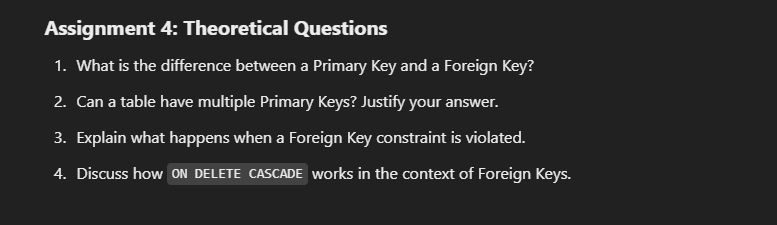 Assignment 4: Theoretical Questions
1. What is the difference between a Primary Key and a Foreign Key?
2. Can a table have multiple Primary Keys? Justify your answer.
3. Explain what happens when a Foreign Key constraint is violated.
4. Discuss how ON DELETE CASCADE works in the context of Foreign Keys.